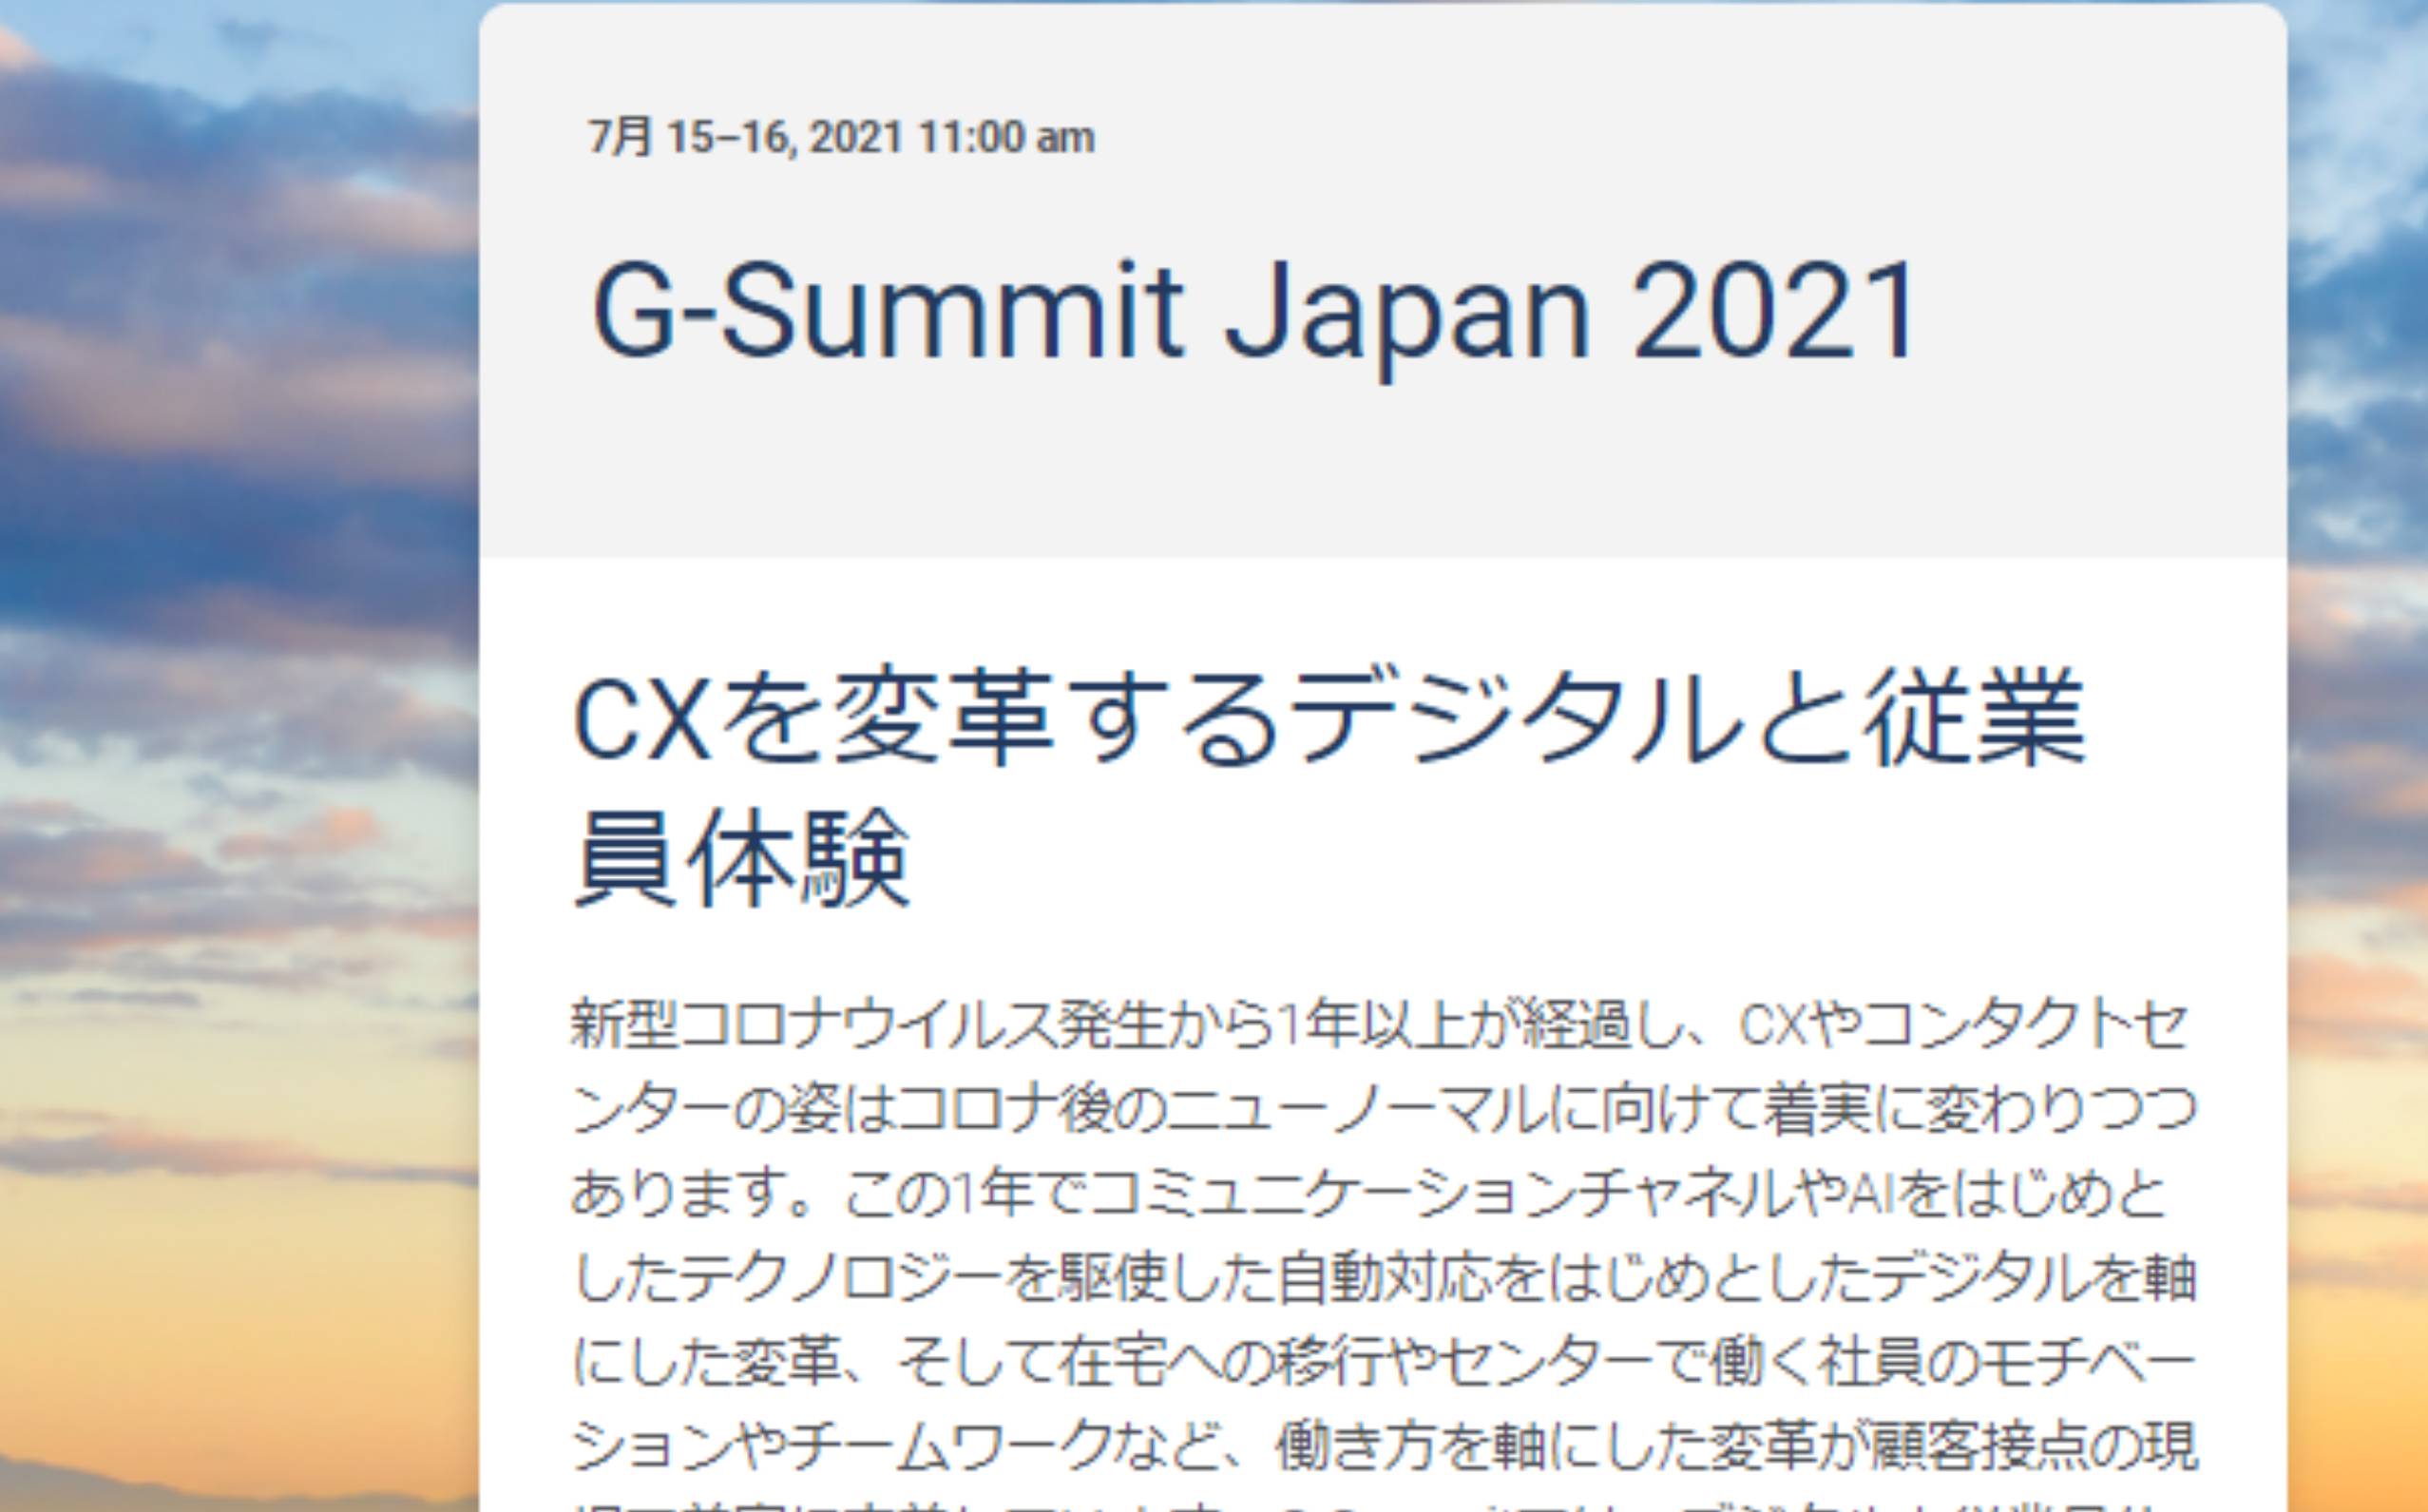 7月 15–16, 2021 11:00 am
G-Summit Japan 2021
CXを変革するデジタルと従業
員体験
新型コロナウイルス発生から1年以上が経過し、CXやコンタクトセ
ンターの姿はコロナ後のニューノーマルに向けて着実に変わりつつ
あります。この1年でコミュニケーションチャネルやAIをはじめと
したテクノロジーを駆使した自動対応をはじめとしたデジタルを軸
にした変革、そして在宅への移行やセンターで働く社員のモチベー
ションやチームワークなど、働き方を軸にした変革が顧客接点の現